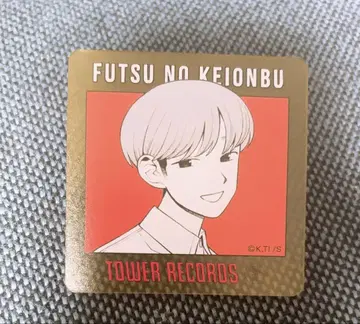 FUTSU NO KEIONBU
©K.T/S
TOWER RECORDS